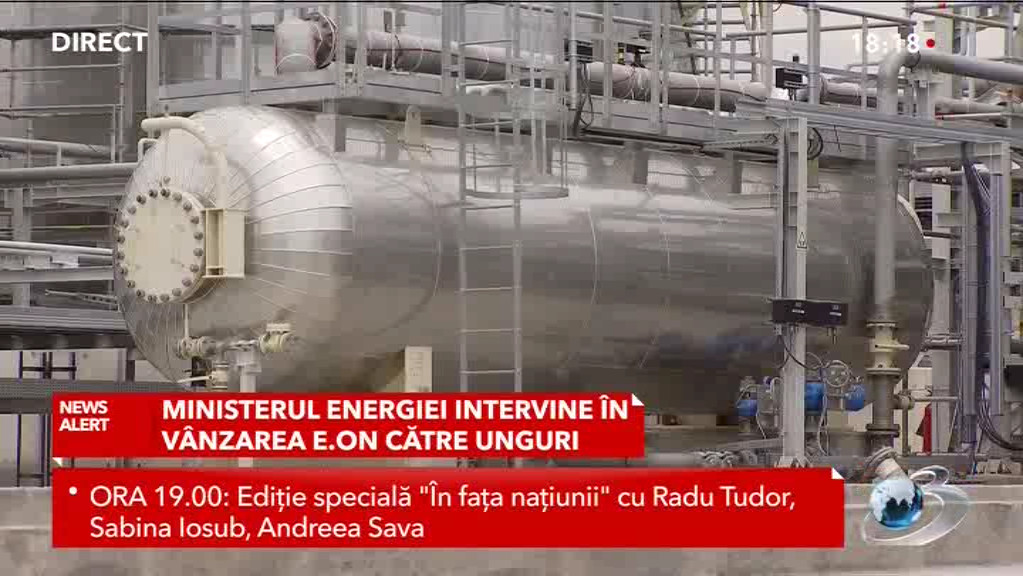 DIRECT
18:18
NEWS
ALERT
MINISTERUL ENERGIEI INTERVINE ÎN
VÂNZAREA E.ON CĂTRE UNGURI
• ORA 19.00: Ediție specială "În fața națiunii" cu Radu Tudor,
Sabina Iosub, Andreea Sava
3